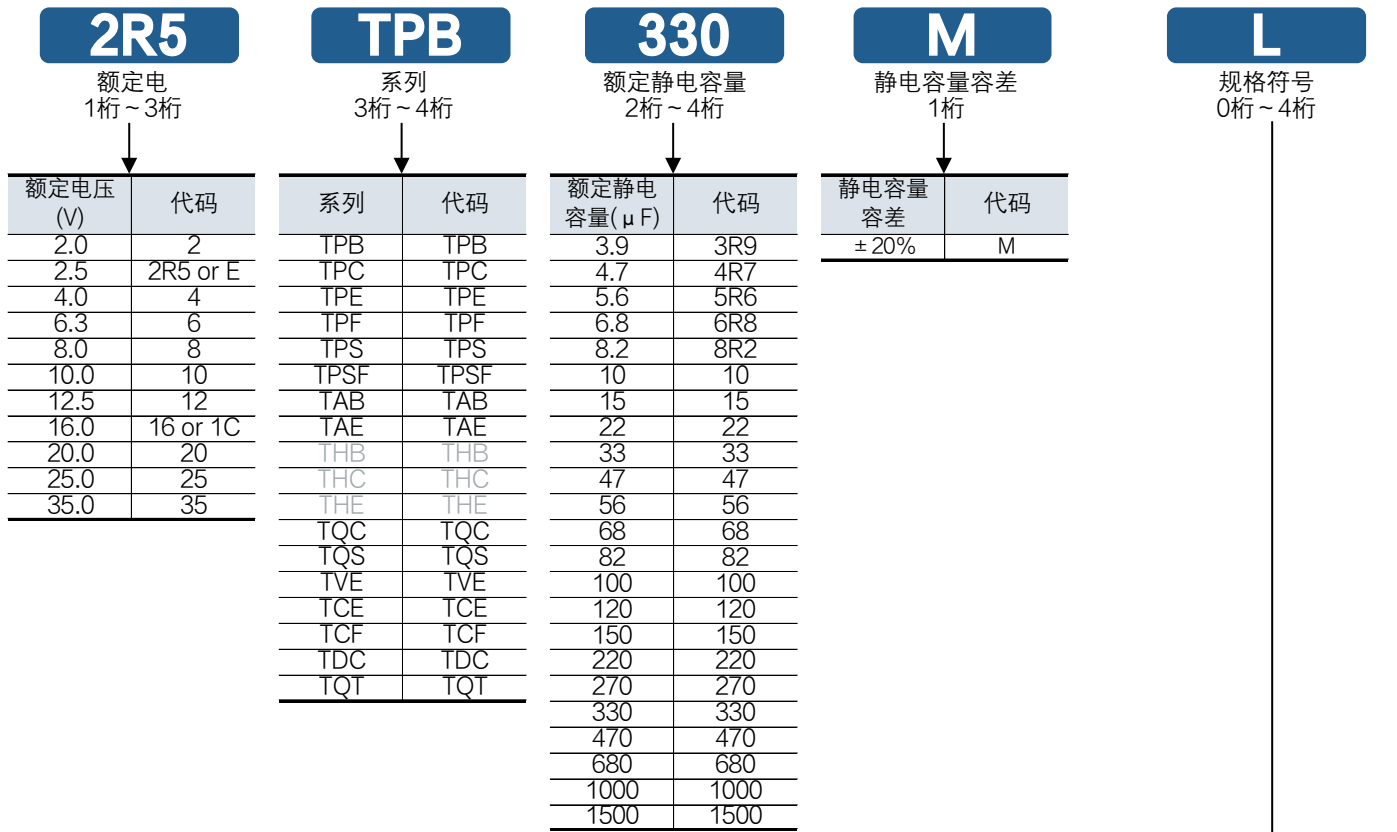 2R5 TPB 330 M L
额定电 系列 额定静电容量 静电容量容差 规格符号
1桁~3桁 3桁~4桁 2桁~4桁 1桁 0桁~4桁
额定电压
(V) 代码
2.0 2
2.5 2R5 or E
4.0 4
6.3 6
8.0 8
10.0 10
12.5 12
16.0 16 or 1C
20.0 20
25.0 25
35.0 35
系列 代码
TPB TPB
TPC TPC
TPE TPE
TPF TPF
TPS TPS
TPSF TPSF
TAB TAB
TAE TAE
THB THB
THC THC
THE THE
TQC TQC
TQS TQS
TVE TVE
TCE TCE
TCF TCF
TDC TDC
TQT TQT
额定静电
容量(μF) 代码
3.9 3R9
4.7 4R7
5.6 5R6
6.8 6R8
8.2 8R2
10 10
15 15
22 22
33 33
47 47
56 56
68 68
82 82
100 100
120 120
150 150
220 220
270 270
330 330
470 470
680 680
1000 1000
1500 1500
静电容量
容差 代码
±20% M